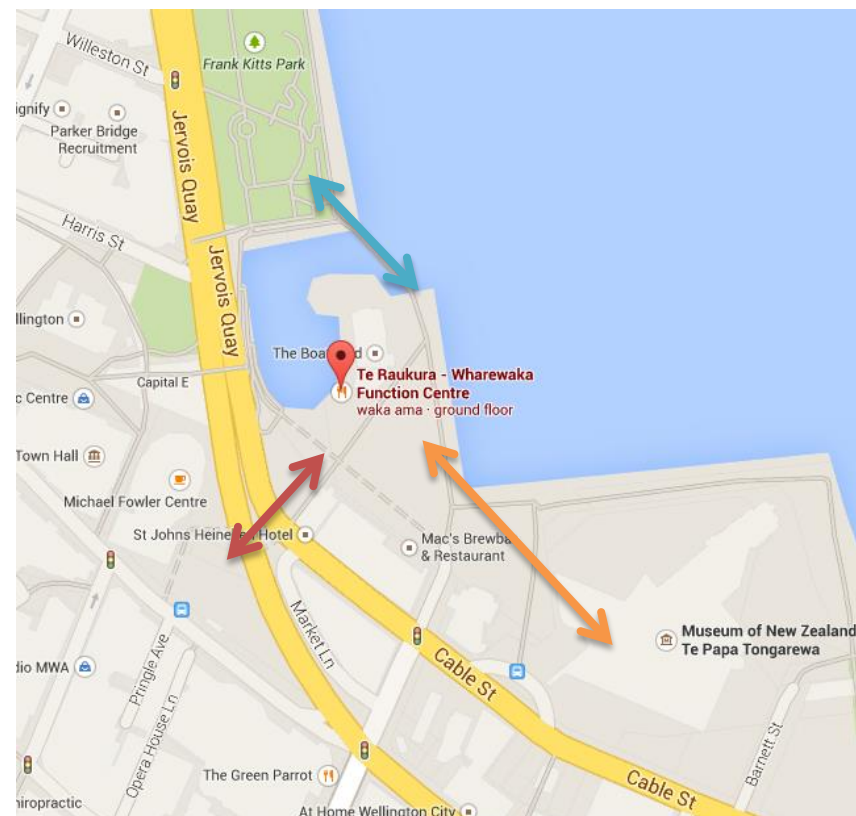 Willeston St
Frank Kitts Park
ignify
Parker Bridge
Recruitment
Jervois Quay
Harris St
Jervois Quay
llington
The Boa d
Te Raukura - Wharewaka
Function Centre
waka ama · ground floor
Capital E
c Centre
Town Hall
Michael Fowler Centre
St Johns Heineken Hotel
Mac's Brewba
& Restaurant
Museum of New Zealand
Te Papa Tongarewa
Market Ln
Pringle Ave
dio MWA
Cable St
Opera House Ln
Barnett St
The Green Parrot
Cable St
hiropractic
At Home Wellington City